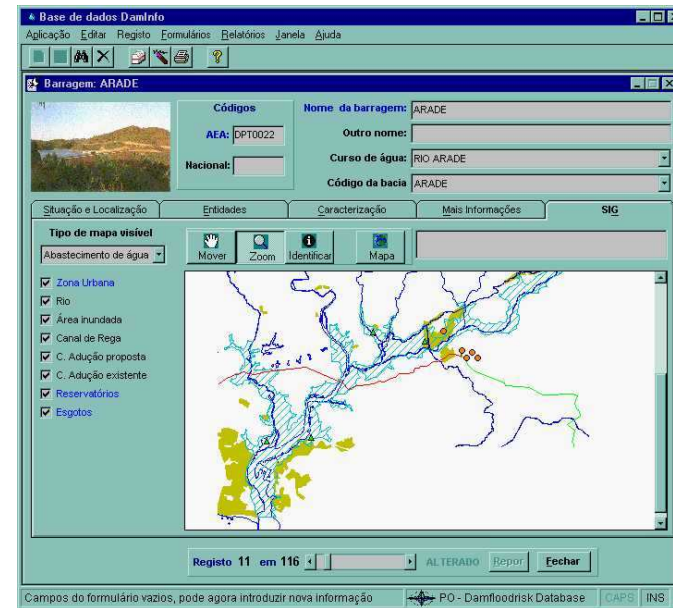 Base de dados DamInfo
Aplicação Editar Registo Formulários Relatórios Janela Ajuda
Barragem: ARADE
Códigos
AEA: DPT0022
Nacional:
Nome da barragem: ARADE
Outro nome:
Curso de água: RIO ARADE
Código da bacia ARADE
Situação e Localização Entidades Caracterização Mais Informações SIG
Tipo de mapa visível
Abastecimento de água
Mover Zoom Identificar Mapa
Zona Urbana
Rio
Área inundada
Canal de Rega
C. Adução proposta
C. Adução existente
Reservatórios
Esgotos
Registo 11 em 116 ALTERADO Repor Fechar
Campos do formulário vazios, pode agora introduzir nova informação PO - Damfloodrisk Database CAPS INS